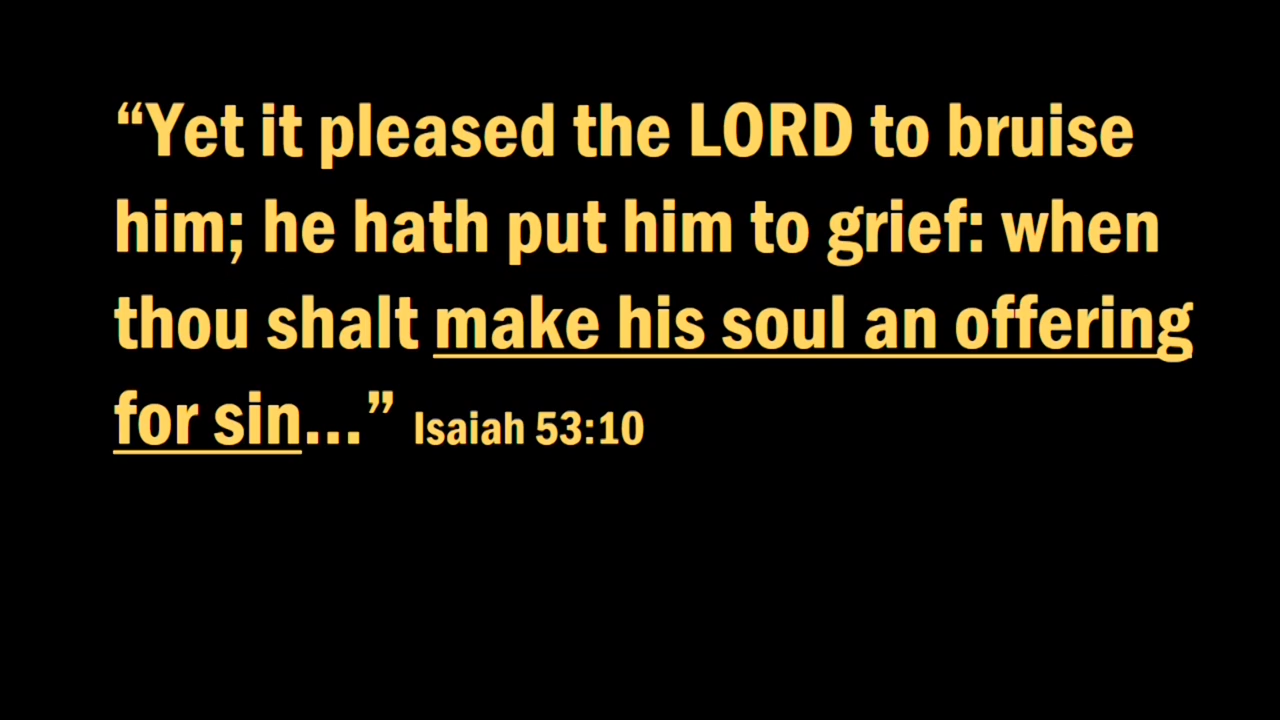 “Yet it pleased the LORD to bruise
him; he hath put him to grief: when
thou shalt make his soul an offering
for sin...” Isaiah 53:10